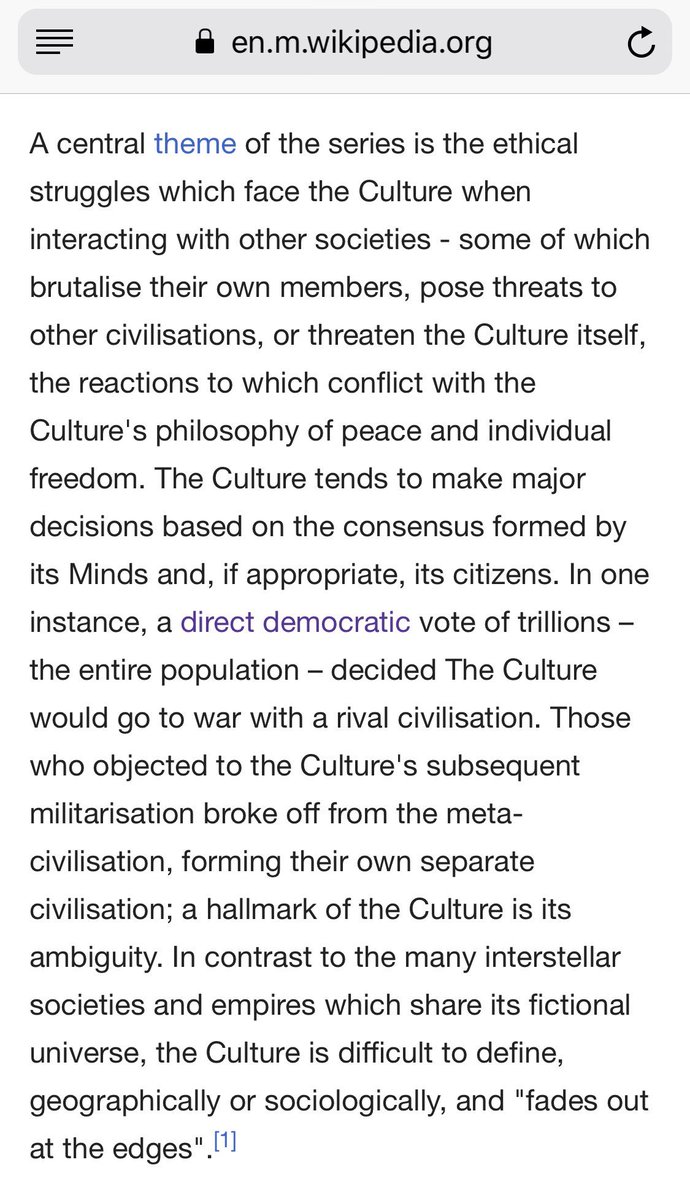 en.m.wikipedia.org
A central theme of the series is the ethical
struggles which face the Culture when
interacting with other societies - some of which
brutalise their own members, pose threats to
other civilisations, or threaten the Culture itself,
the reactions to which conflict with the
Culture's philosophy of peace and individual
freedom. The Culture tends to make major
decisions based on the consensus formed by
its Minds and, if appropriate, its citizens. In one
instance, a direct democratic vote of trillions –
the entire population – decided The Culture
would go to war with a rival civilisation. Those
who objected to the Culture's subsequent
militarisation broke off from the meta-
civilisation, forming their own separate
civilisation; a hallmark of the Culture is its
ambiguity. In contrast to the many interstellar
societies and empires which share its fictional
universe, the Culture is difficult to define,
geographically or sociologically, and "fades out
at the edges".[1]